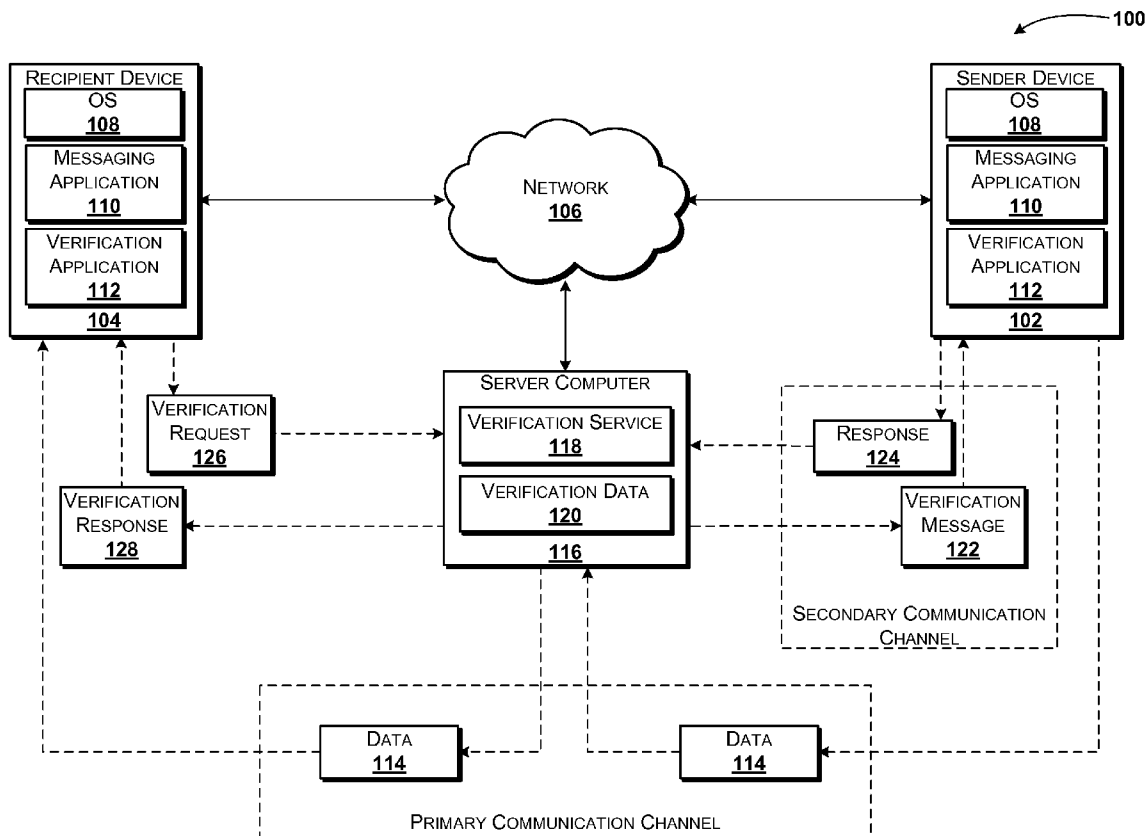 100
RECIPIENT DEVICE
OS
108
MESSAGING
APPLICATION
110
VERIFICATION
APPLICATION
112
104
NETWORK
106
SENDER DEVICE
OS
108
MESSAGING
APPLICATION
110
VERIFICATION
APPLICATION
112
102
VERIFICATION
REQUEST
126
VERIFICATION
RESPONSE
128
SERVER COMPUTER
VERIFICATION SERVICE
118
VERIFICATION DATA
120
116
RESPONSE
124
VERIFICATION
MESSAGE
122
SECONDARY COMMUNICATION
CHANNEL
DATA
114
DATA
114
PRIMARY COMMUNICATION CHANNEL